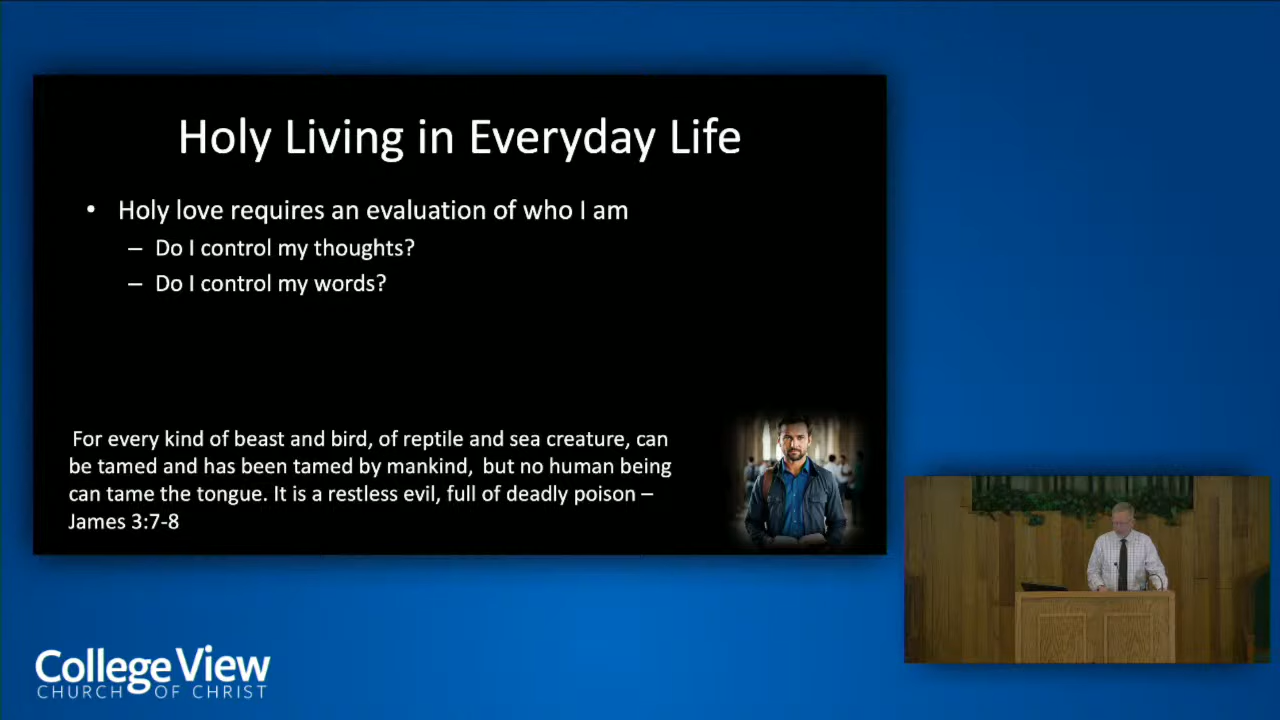 Holy Living in Everyday Life
• Holy love requires an evaluation of who I am
– Do I control my thoughts?
– Do I control my words?
For every kind of beast and bird, of reptile and sea creature, can
be tamed and has been tamed by mankind, but no human being
can tame the tongue. It is a restless evil, full of deadly poison –
James 3:7-8
College View
CHURCH OF CHRIST